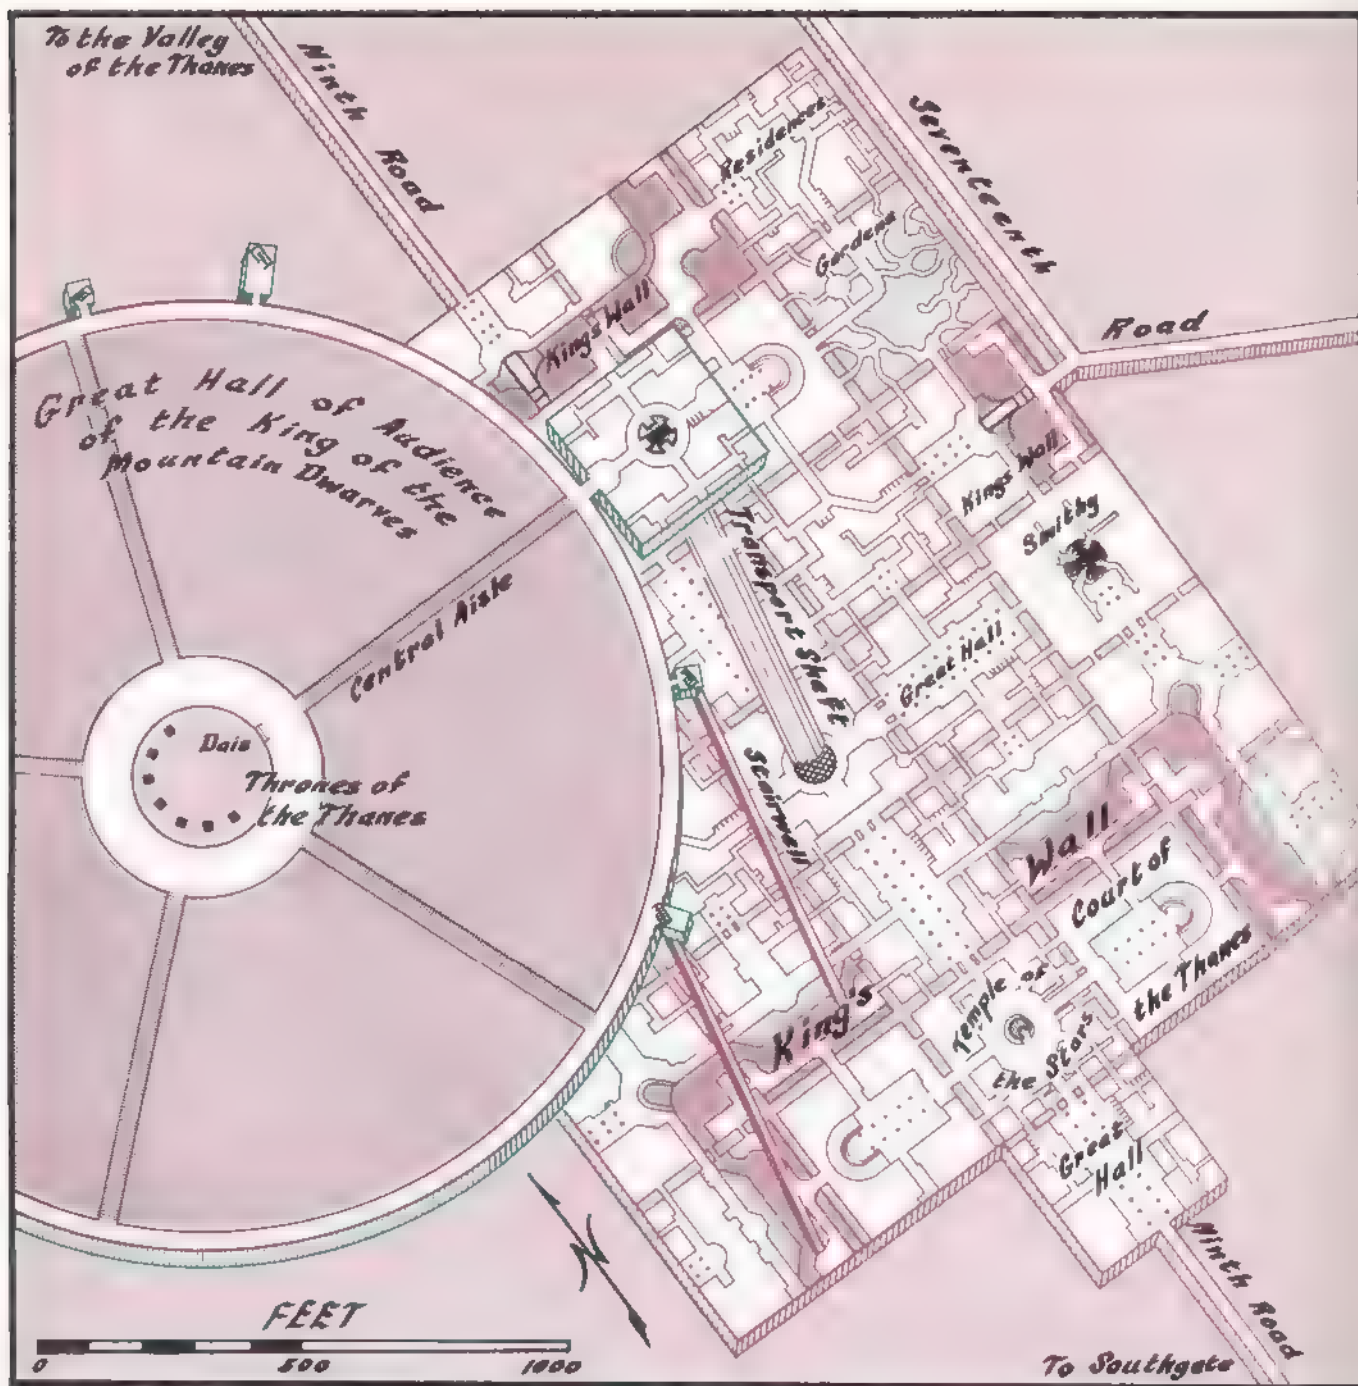 To the Valley
of the Thanes
Ninth Road
Seventeenth
Road
Residences
Gardens
King's Wall
Great Hall of Audience
of the King of the
Mountain Dwarves
Central Aisle
Transport Shaft
Kings Wall
Smithy
Great Hall
Dais
Thrones of
the Thanes
Stairwell
King's
Wall
Court of
the Thanes
Temple of
the Stars
Great
Hall
Ninth Road
To Southgate
N
FEET
0 500 1000